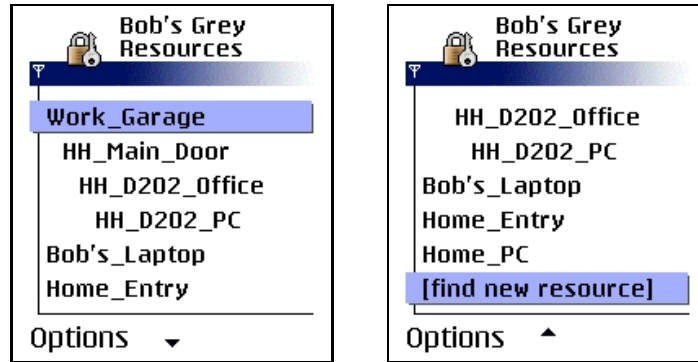 Bob's Grey
Resources
Work_Garage
HH_Main_Door
HH_D202_Office
HH_D202_PC
Bob's_Laptop
Home_Entry
Options
Bob's Grey
Resources
HH_D202_Office
HH_D202_PC
Bob's_Laptop
Home_Entry
Home_PC
[find new resource]
Options